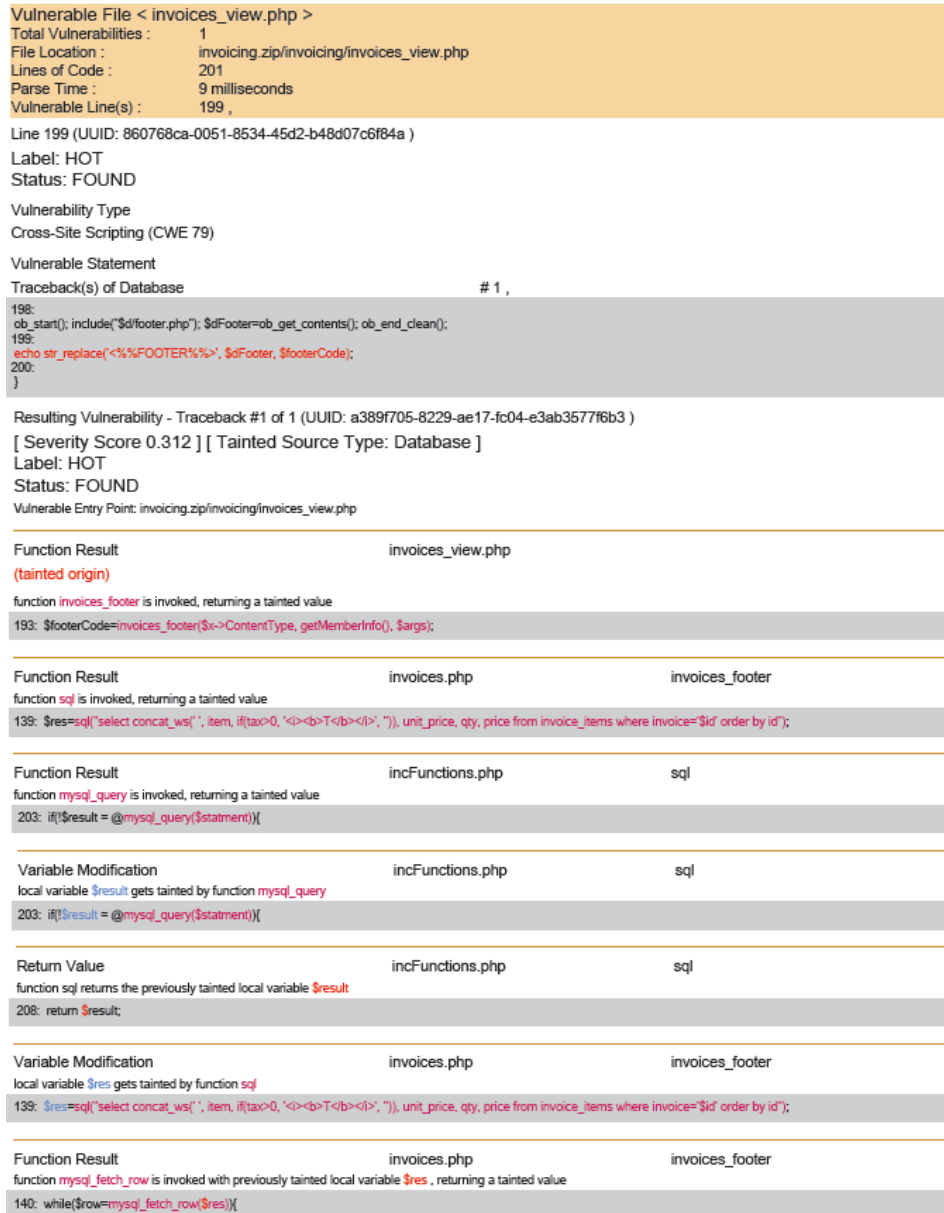 Vulnerable File < invoices_view.php >
Total Vulnerabilities : 1
File Location : invoicing.zip/invoicing/invoices_view.php
Lines of Code : 201
Parse Time : 9 milliseconds
Vulnerable Line(s) : 199 ,
Line 199 (UUID: 860768ca-0051-8534-45d2-b48d07c6f84a )
Label: HOT
Status: FOUND
Vulnerability Type
Cross-Site Scripting (CWE 79)
Vulnerable Statement
Traceback(s) of Database # 1 ,
198:
ob_start(); include("$d/footer.php"); $dFooter=ob_get_contents(); ob_end_clean();
199:
echo str_replace('<%%FOOTER%%>', $dFooter, $footerCode);
200:
}
Resulting Vulnerability - Traceback #1 of 1 (UUID: a389f705-8229-ae17-fc04-e3ab3577f6b3 )
[ Severity Score 0.312 ] [ Tainted Source Type: Database ]
Label: HOT
Status: FOUND
Vulnerable Entry Point: invoicing.zip/invoicing/invoices_view.php
Function Result invoices_view.php
(tainted origin)
function invoices_footer is invoked, returning a tainted value
193: $footerCode=invoices_footer($x->ContentType, getMemberInfo(), $args);
Function Result invoices.php invoices_footer
function sql is invoked, returning a tainted value
139: $res=sql("select concat_ws(' ', item, if(tax>0, '<i><b>T</b></i>', '')), unit_price, qty, price from invoice_items where invoice='$id' order by id");
Function Result incFunctions.php sql
function mysql_query is invoked, returning a tainted value
203: if(!$result = @mysql_query($statment)){
Variable Modification incFunctions.php sql
local variable $result gets tainted by function mysql_query
203: if(!$result = @mysql_query($statment)){
Return Value incFunctions.php sql
function sql returns the previously tainted local variable $result
208: return $result;
Variable Modification invoices.php invoices_footer
local variable $res gets tainted by function sql
139: $res=sql("select concat_ws(' ', item, if(tax>0, '<i><b>T</b></i>', '')), unit_price, qty, price from invoice_items where invoice='$id' order by id");
Function Result invoices.php invoices_footer
function mysql_fetch_row is invoked with previously tainted local variable $res , returning a tainted value
140: while($row=mysql_fetch_row($res)){